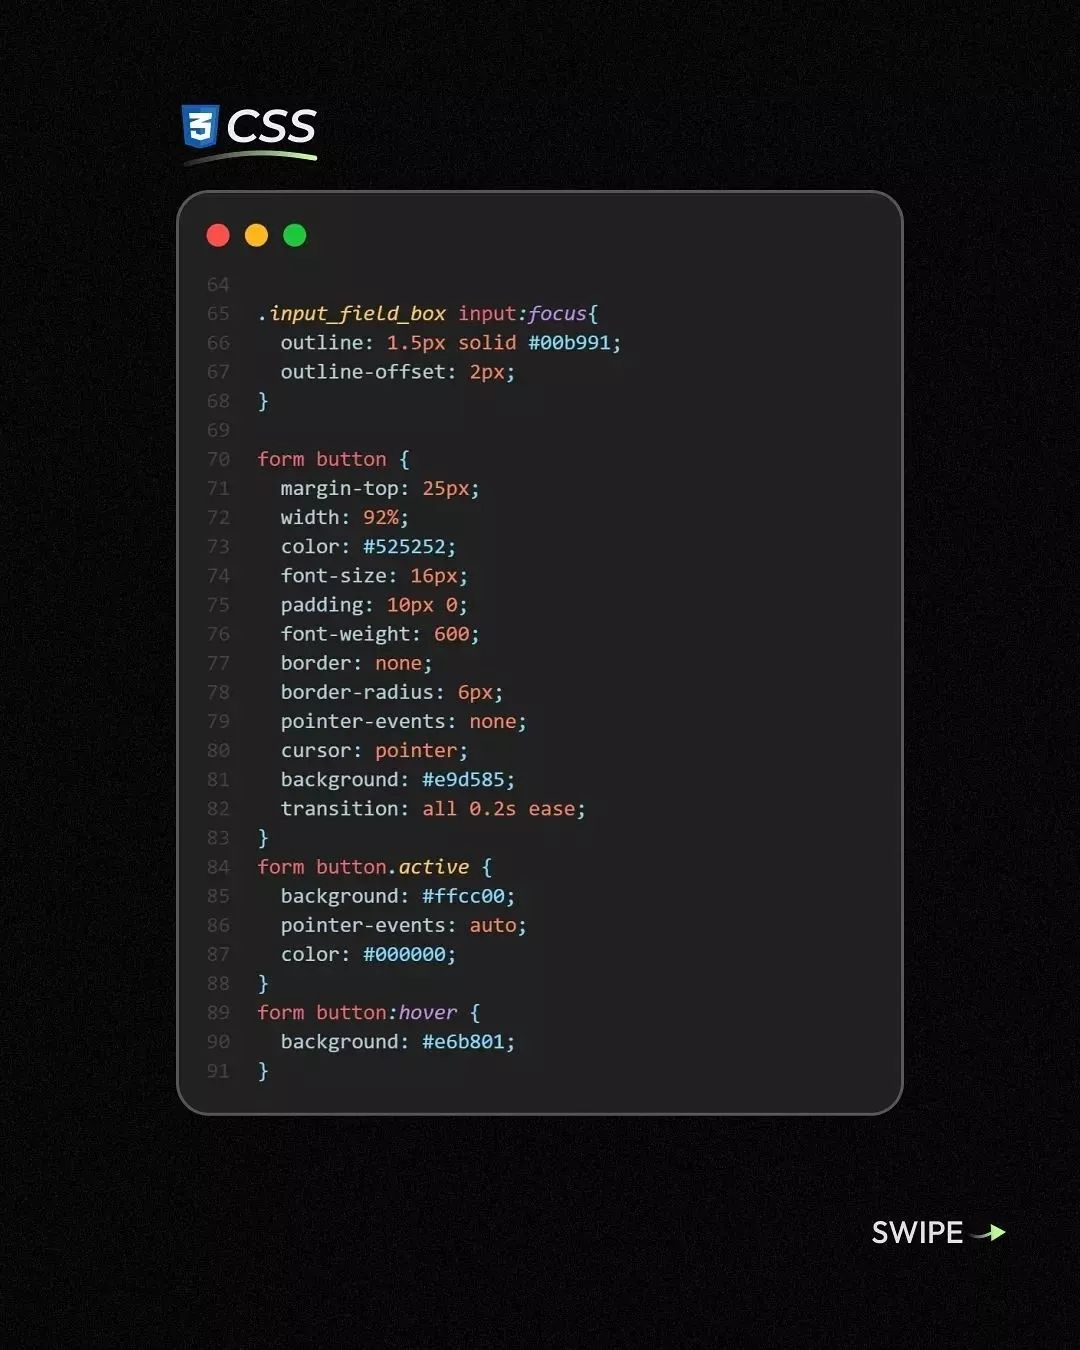 CSS
64
65 .input_field_box input:focus{
66 outline: 1.5px solid #00b991;
67 outline-offset: 2px;
68 }
69
70 form button {
71 margin-top: 25px;
72 width: 92%;
73 color: #525252;
74 font-size: 16px;
75 padding: 10px 0;
76 font-weight: 600;
77 border: none;
78 border-radius: 6px;
79 pointer-events: none;
80 cursor: pointer;
81 background: #e9d585;
82 transition: all 0.2s ease;
83 }
84 form button.active {
85 background: #ffcc00;
86 pointer-events: auto;
87 color: #000000;
88 }
89 form button:hover {
90 background: #e6b801;
91 }
SWIPE